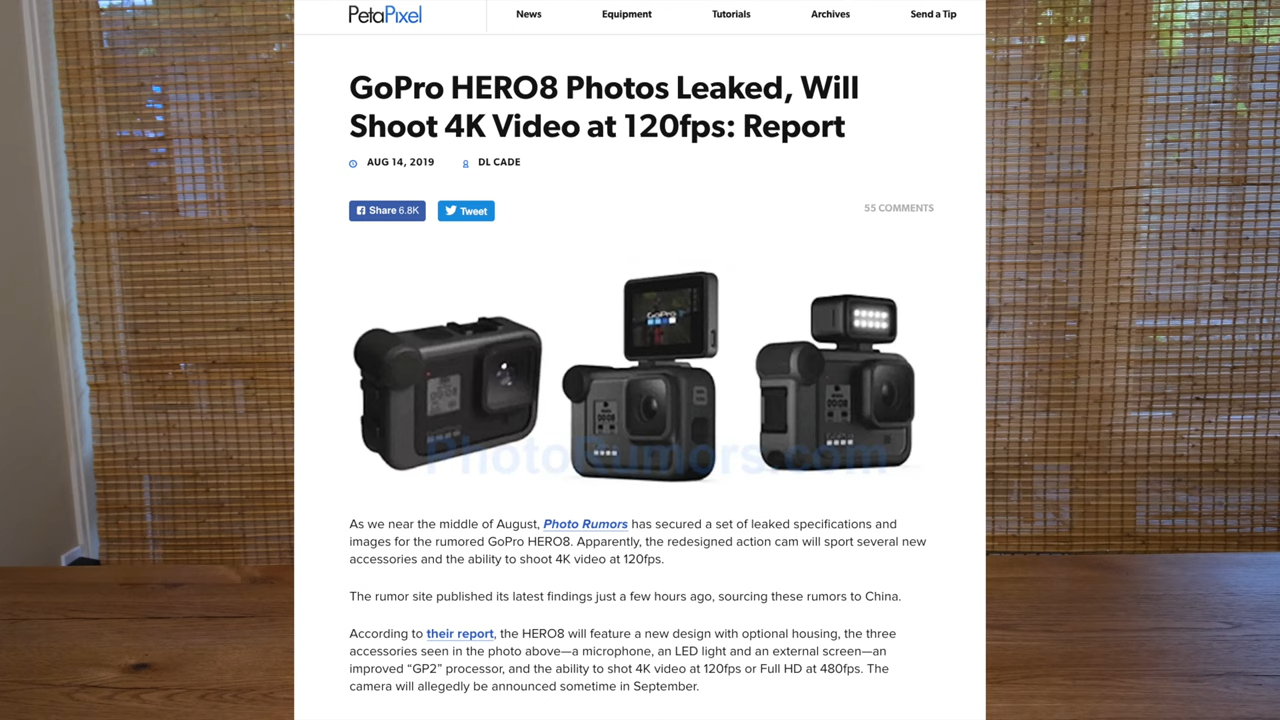 PetaPixel
News
Equipment
Tutorials
Archives
Send a Tip
GoPro HERO8 Photos Leaked, Will
Shoot 4K Video at 120fps: Report
AUG 14, 2019
DL CADE
Share 6.8K
Tweet
55 COMMENTS
GoPro
PhotoRumors.com
As we near the middle of August, Photo Rumors has secured a set of leaked specifications and
images for the rumored GoPro HERO8. Apparently, the redesigned action cam will sport several new
accessories and the ability to shoot 4K video at 120fps.
The rumor site published its latest findings just a few hours ago, sourcing these rumors to China.
According to their report, the HERO8 will feature a new design with optional housing, the three
accessories seen in the photo above—a microphone, an LED light and an external screen—an
improved “GP2” processor, and the ability to shot 4K video at 120fps or Full HD at 480fps. The
camera will allegedly be announced sometime in September.